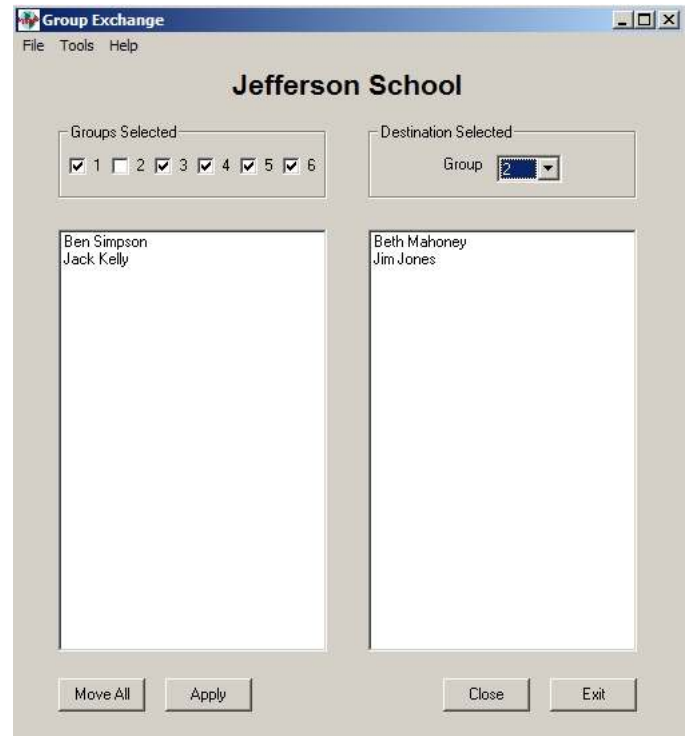 Group Exchange
File Tools Help
Jefferson School
Groups Selected
1 2 3 4 5 6
Destination Selected
Group 2
Ben Simpson
Jack Kelly
Beth Mahoney
Jim Jones
Move All Apply Close Exit